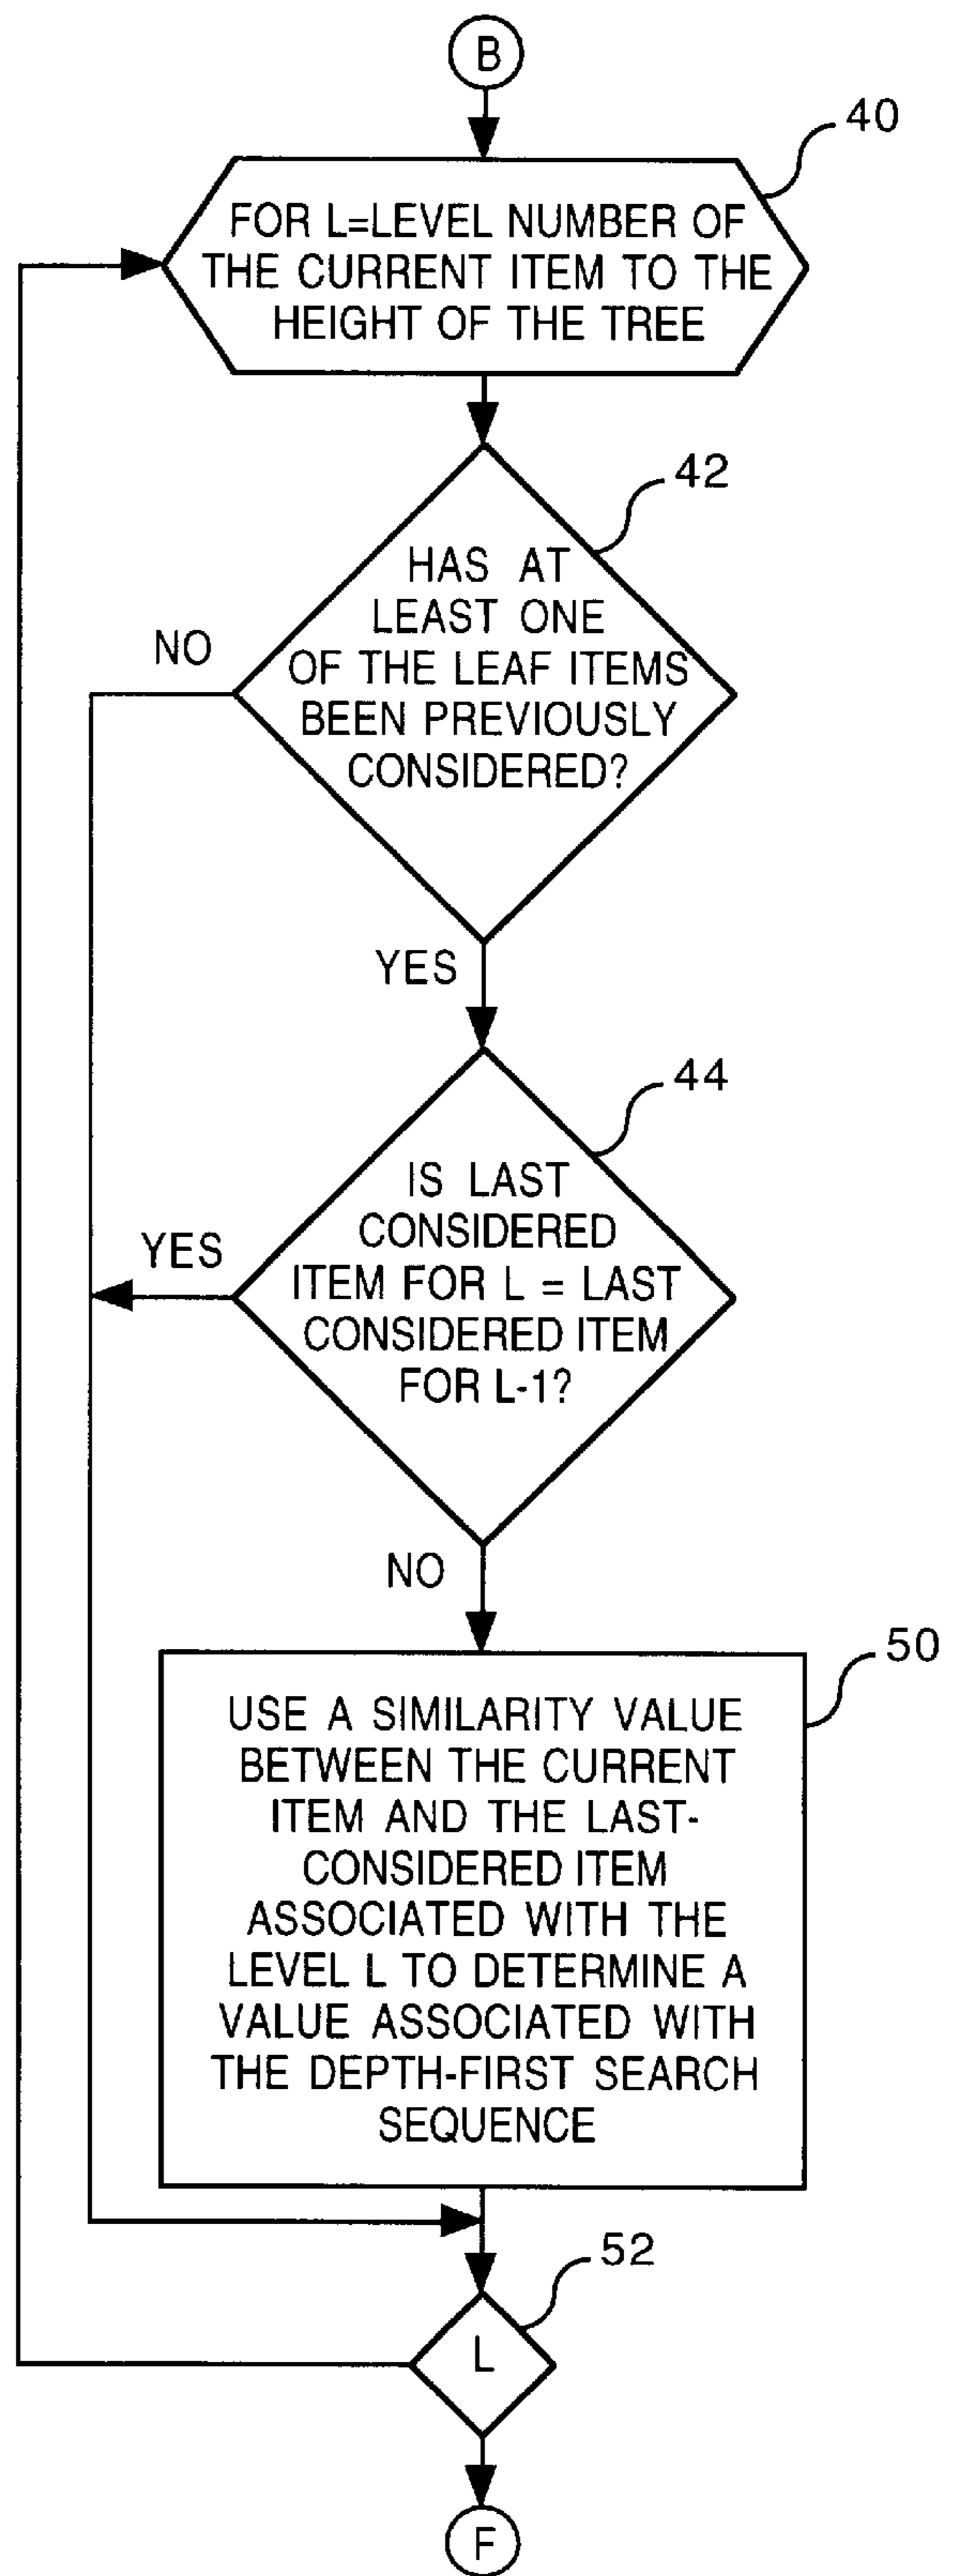 B
40
FOR L=LEVEL NUMBER OF
THE CURRENT ITEM TO THE
HEIGHT OF THE TREE
42
HAS AT
LEAST ONE
OF THE LEAF ITEMS
BEEN PREVIOUSLY
CONSIDERED?
NO
YES
44
IS LAST
CONSIDERED
ITEM FOR L = LAST
CONSIDERED ITEM
FOR L-1?
YES
NO
50
USE A SIMILARITY VALUE
BETWEEN THE CURRENT
ITEM AND THE LAST-
CONSIDERED ITEM
ASSOCIATED WITH THE
LEVEL L TO DETERMINE A
VALUE ASSOCIATED WITH
THE DEPTH-FIRST SEARCH
SEQUENCE
52
L
F